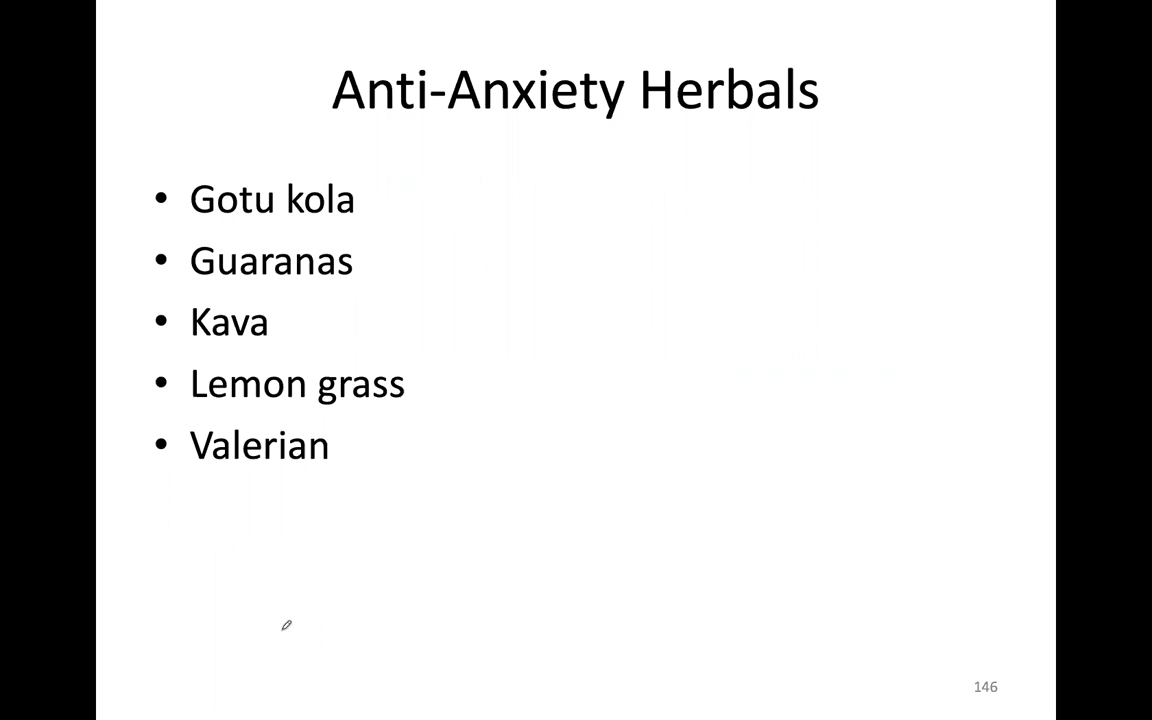 Anti-Anxiety Herbals
• Gotu kola
• Guaranas
• Kava
• Lemon grass
• Valerian
146